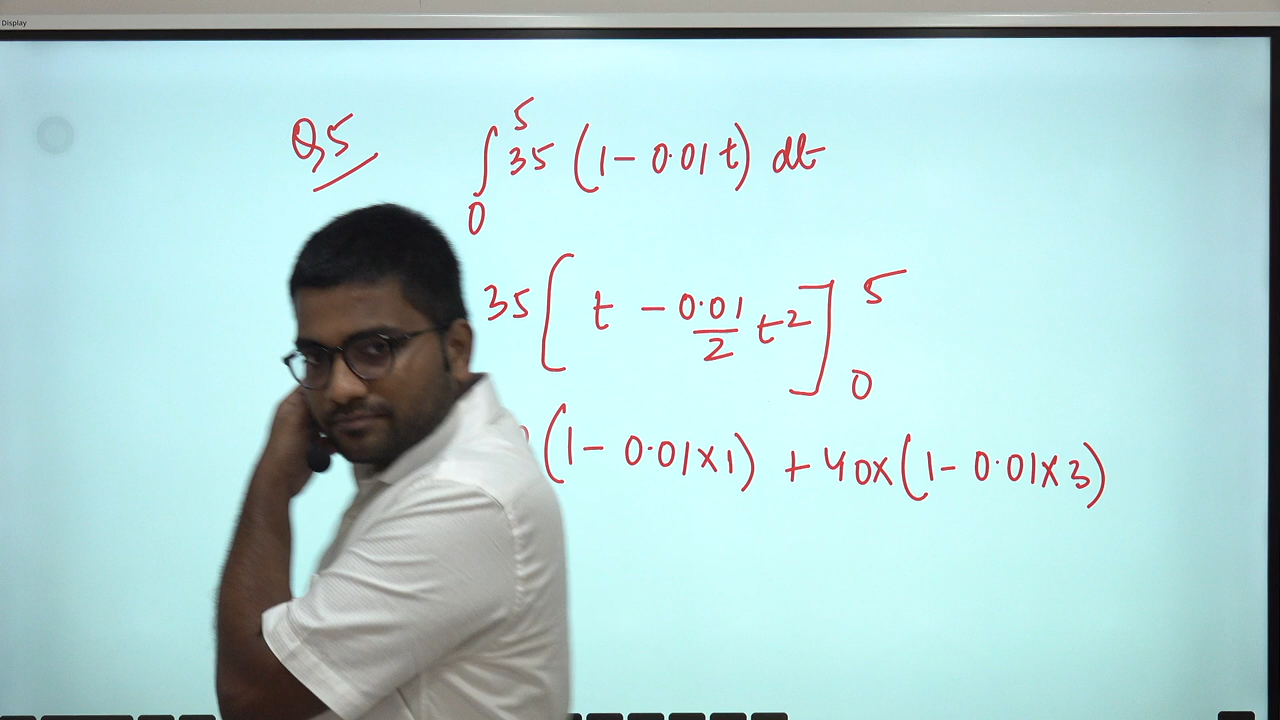 Display
Q5
∫₀⁵ 35 (1 - 0.01 t) dt
35 [ t - 0.01/2 t² ]₀⁵
(1 - 0.01 x 1) + 40 x (1 - 0.01 x 3)